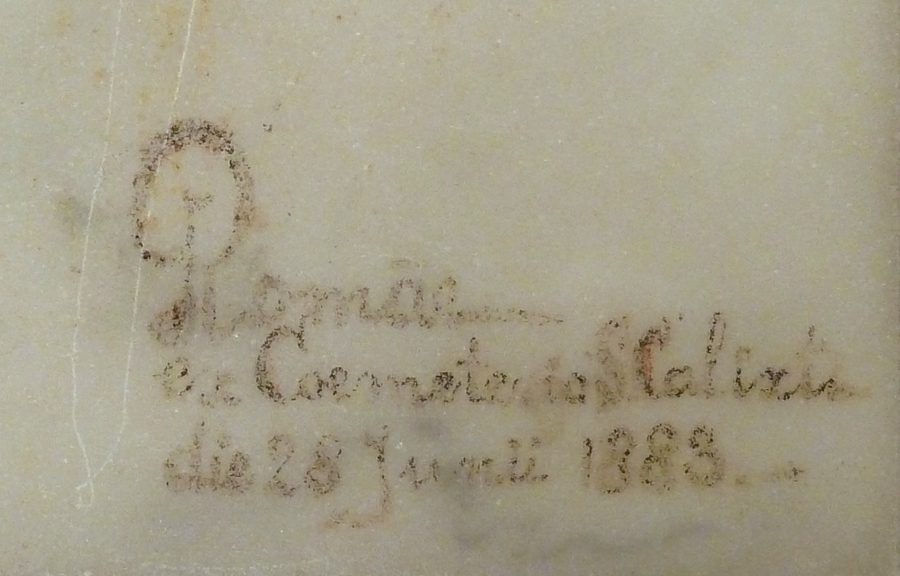 Romae
ex Coemeterio S Calixti
die 28 Junii 1883